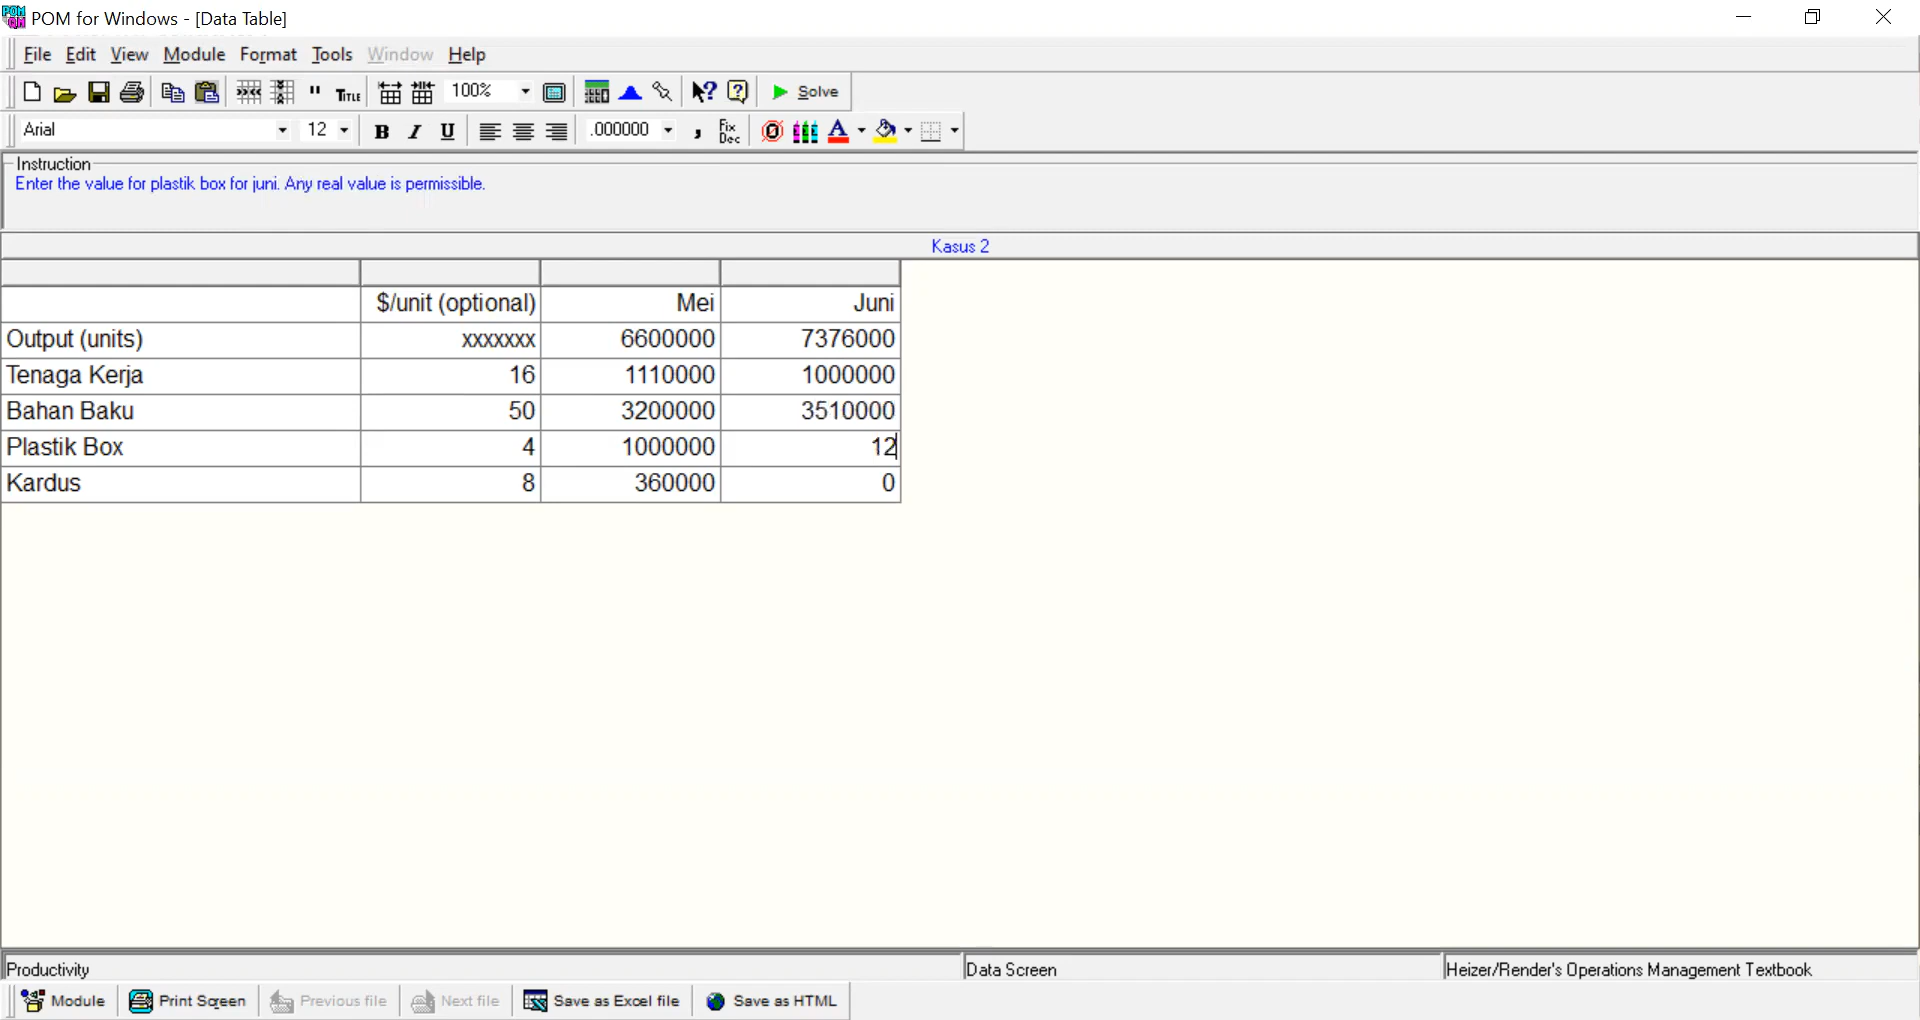 POM for Windows - [Data Table]
File Edit View Module Format Tools Window Help
" TITLE 100% Solve
Arial 12 B I U .000000 , Fix Dec 0 A
Instruction
Enter the value for plastik box for juni. Any real value is permissible.
Kasus 2
$/unit (optional) Mei Juni
Output (units) xxxxxxx 6600000 7376000
Tenaga Kerja 16 1110000 1000000
Bahan Baku 50 3200000 3510000
Plastik Box 4 1000000 12
Kardus 8 360000 0
Productivity Data Screen Heizer/Render's Operations Management Textbook
Module Print Screen Previous file Next file Save as Excel file Save as HTML